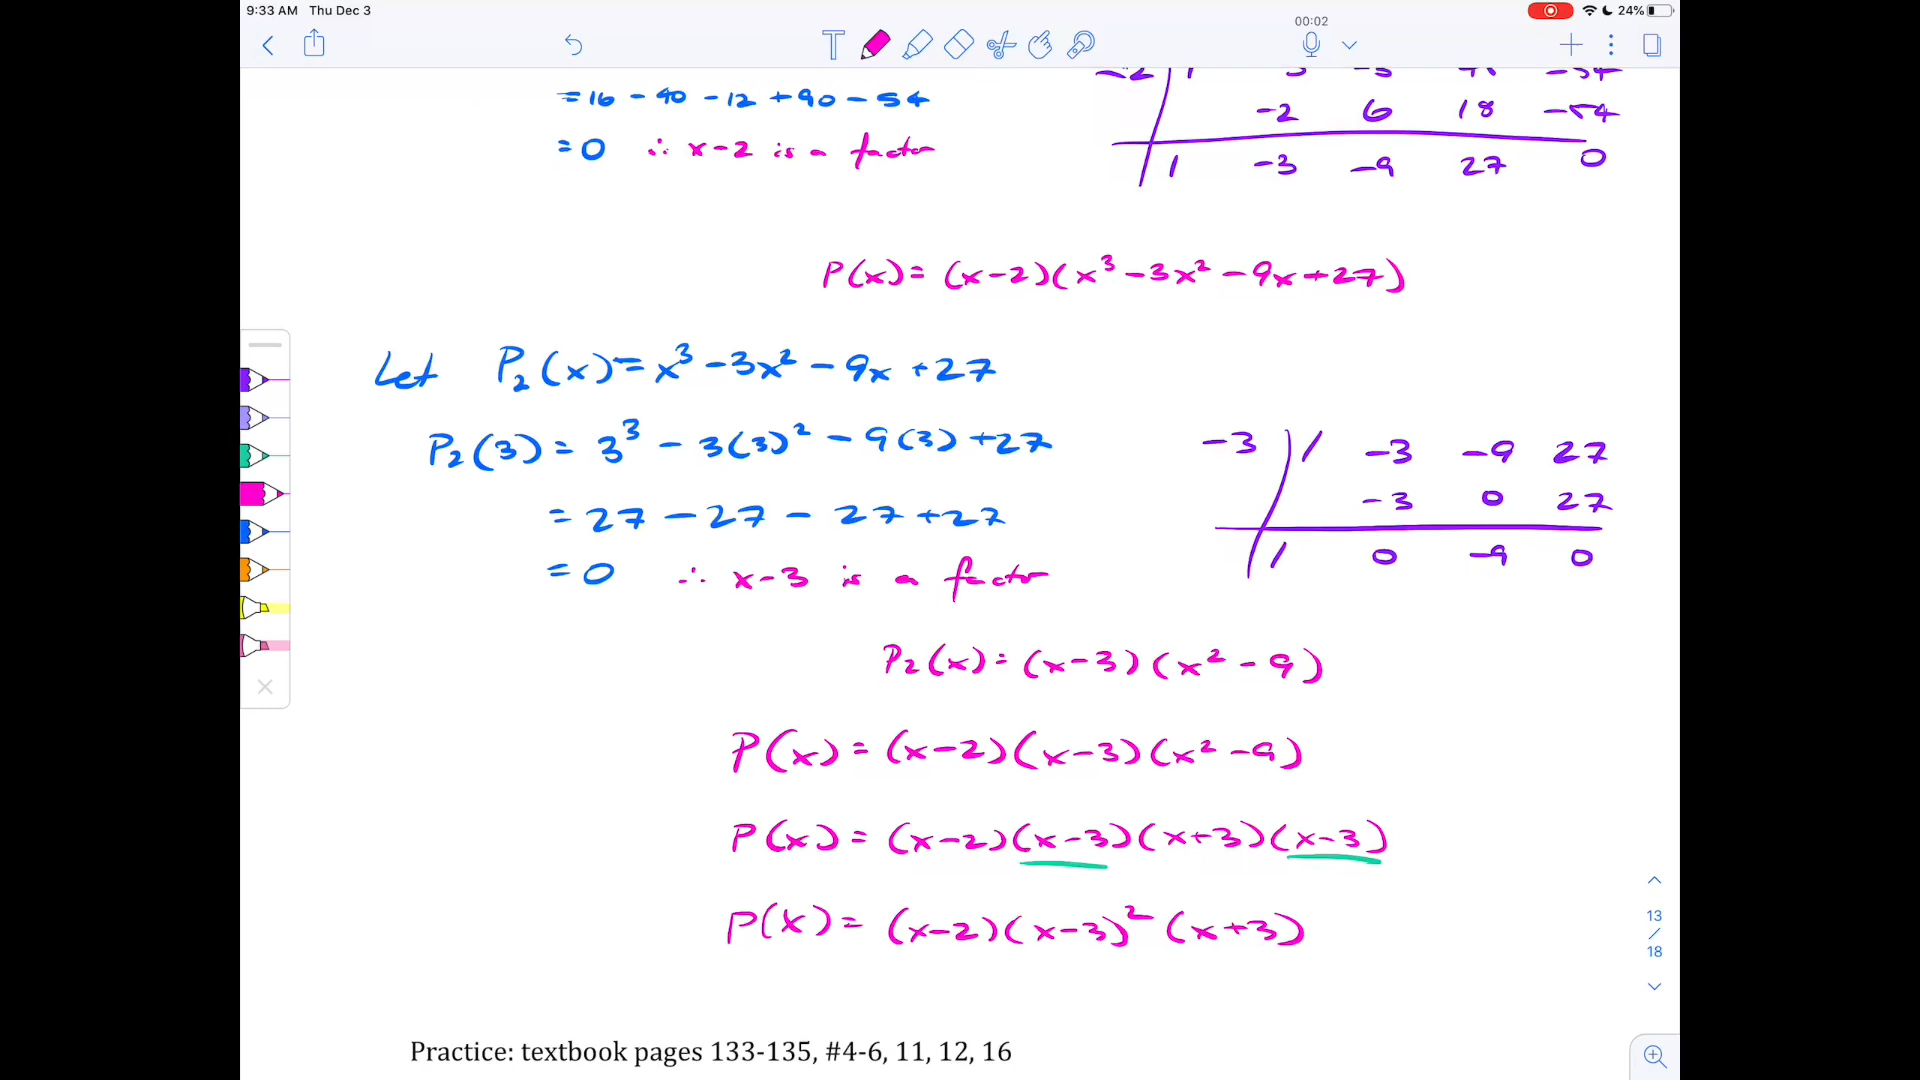 9:33 AM Thu Dec 3
24%
00:02
T
= 16 - 40 - 12 + 90 - 54
= 0 ∴ x-2 is a factor
-2 6 18 -54
1 -3 -9 27 0
P(x) = (x-2)(x³ - 3x² - 9x + 27)
Let P₂(x) = x³ - 3x² - 9x + 27
P₂(3) = 3³ - 3(3)² - 9(3) + 27
= 27 - 27 - 27 + 27
= 0 ∴ x-3 is a factor
-3 1 -3 -9 27
-3 0 27
1 0 -9 0
P₂(x) = (x-3)(x² - 9)
P(x) = (x-2)(x-3)(x² - 9)
P(x) = (x-2)(x-3)(x+3)(x-3)
P(x) = (x-2)(x-3)²(x+3)
13
/
18
Practice: textbook pages 133-135, #4-6, 11, 12, 16